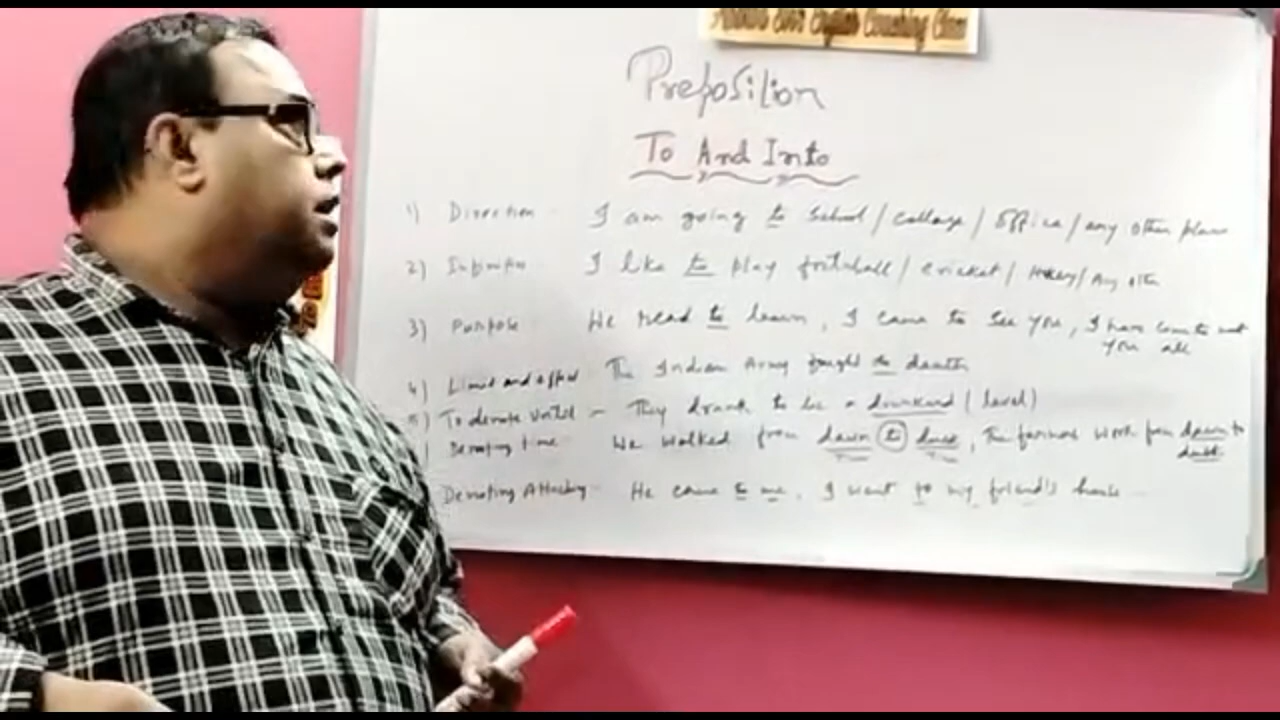 English Coaching Class
Preposition
To And Into
1) Direction - I am going to School / College / Office / any other place
2) Infinitive I like to play football / Cricket / Hockey / Any other
3) Purpose He read to learn, I came to see you, I have come to meet
you all
4) Limit and effect - The Indian Army fought to death
5) To denote until - They drank to be a drunkard (level)
Denoting time - We walked from dawn to dusk, The farmers work from dawn to
dusk
Denoting He came to me, I went to my friend's house